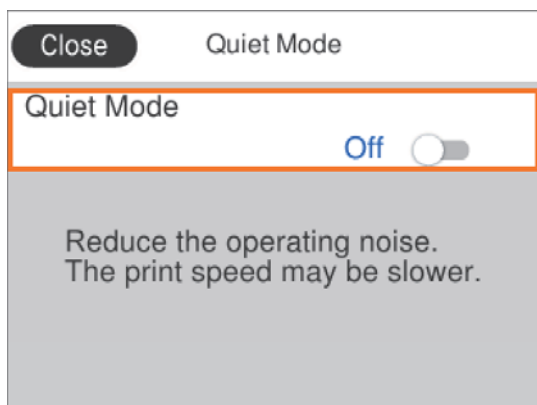 Close Quiet Mode
Quiet Mode
Off
Reduce the operating noise.
The print speed may be slower.